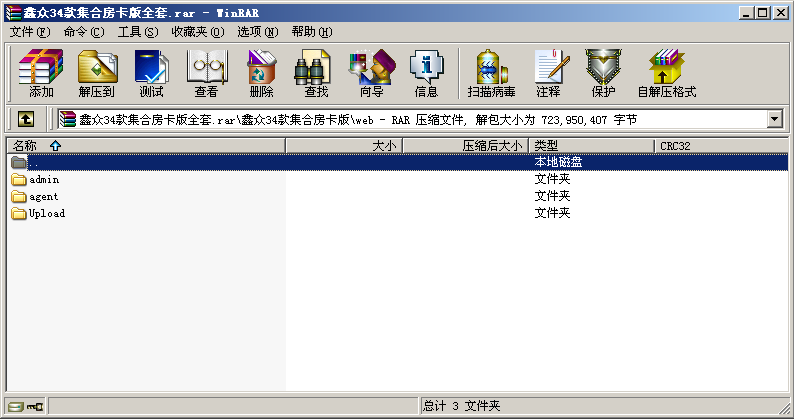 鑫众34款集合房卡版全套.rar - WinRAR
文件(F) 命令(C) 工具(S) 收藏夹(O) 选项(N) 帮助(H)
添加 解压到 测试 查看 删除 查找 向导 信息 扫描病毒 注释 保护 自解压格式
鑫众34款集合房卡版全套.rar\鑫众34款集合房卡版\web - RAR 压缩文件, 解包大小为 723,950,407 字节
名称 大小 压缩后大小 类型 CRC32
.. 本地磁盘
admin 文件夹
agent 文件夹
Upload 文件夹
总计 3 文件夹